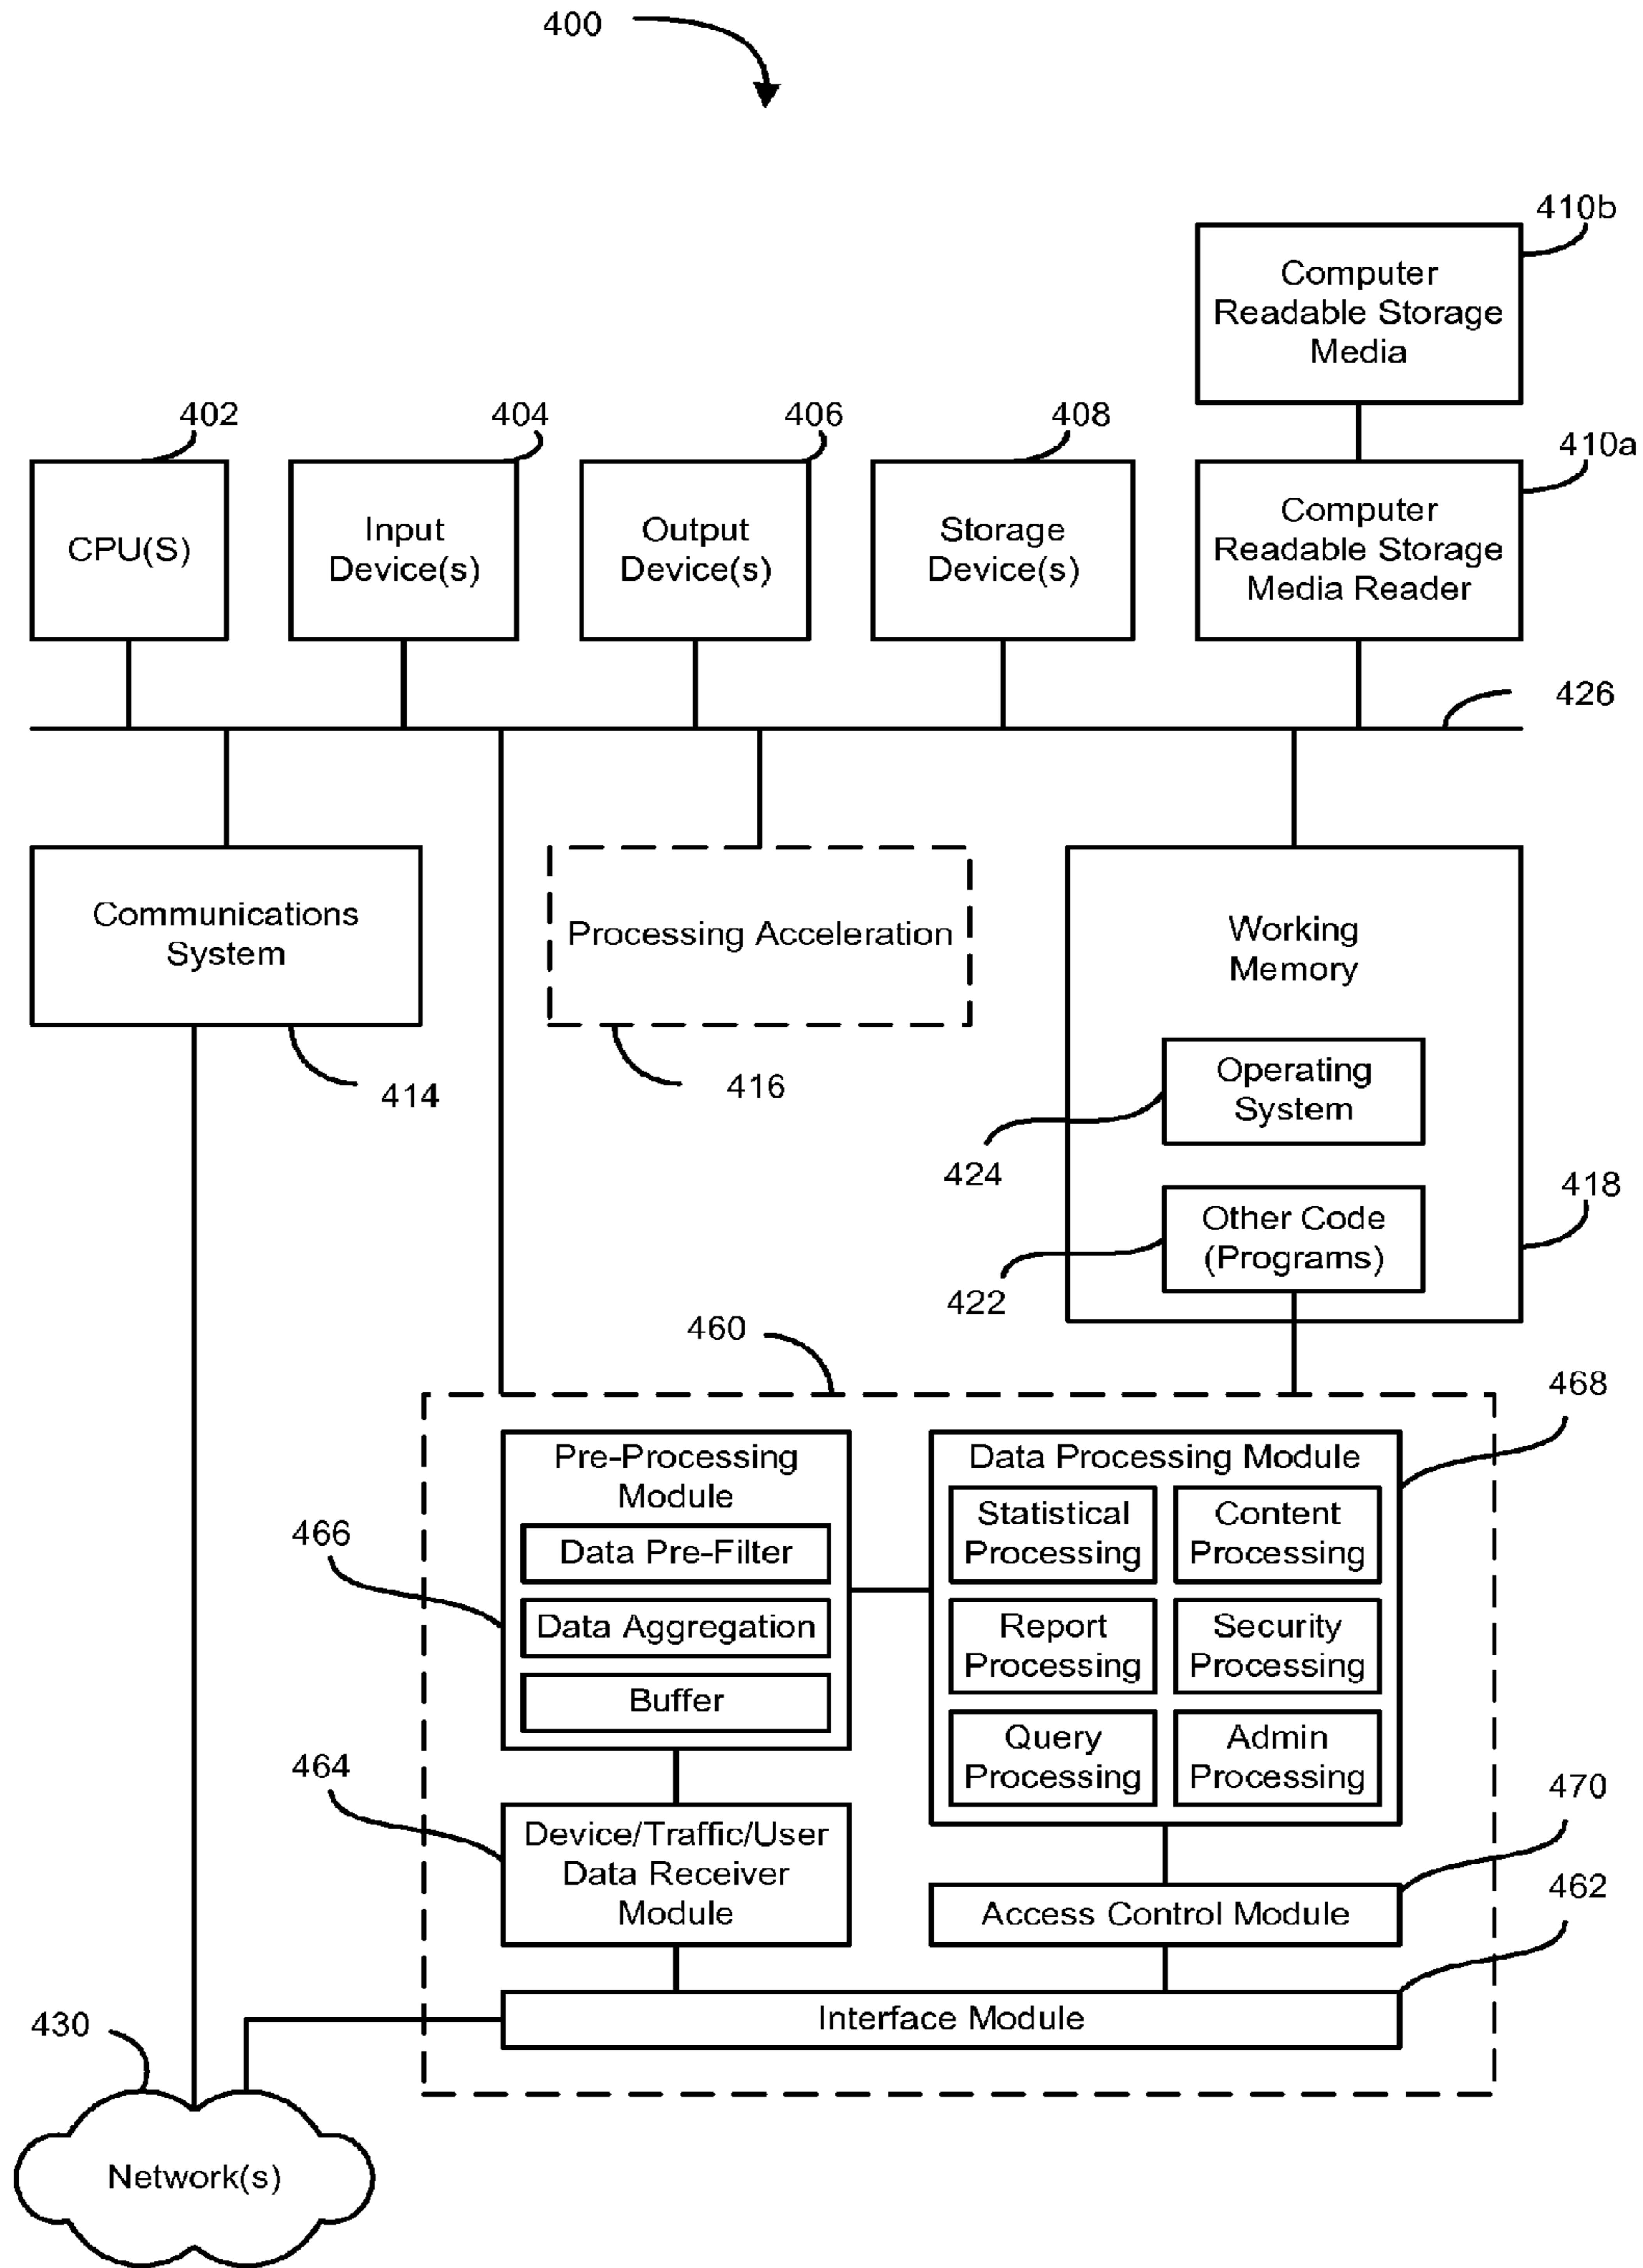 400
410b
Computer
Readable Storage
Media
402
404
406
408
410a
CPU(S)
Input
Device(s)
Output
Device(s)
Storage
Device(s)
Computer
Readable Storage
Media Reader
426
Communications
System
414
Processing Acceleration
416
Working
Memory
Operating
System
424
Other Code
(Programs)
422
418
460
468
Pre-Processing
Module
Data Pre-Filter
Data Aggregation
Buffer
466
Data Processing Module
Statistical
Processing
Content
Processing
Report
Processing
Security
Processing
Query
Processing
Admin
Processing
464
Device/Traffic/User
Data Receiver
Module
470
Access Control Module
462
Interface Module
430
Network(s)